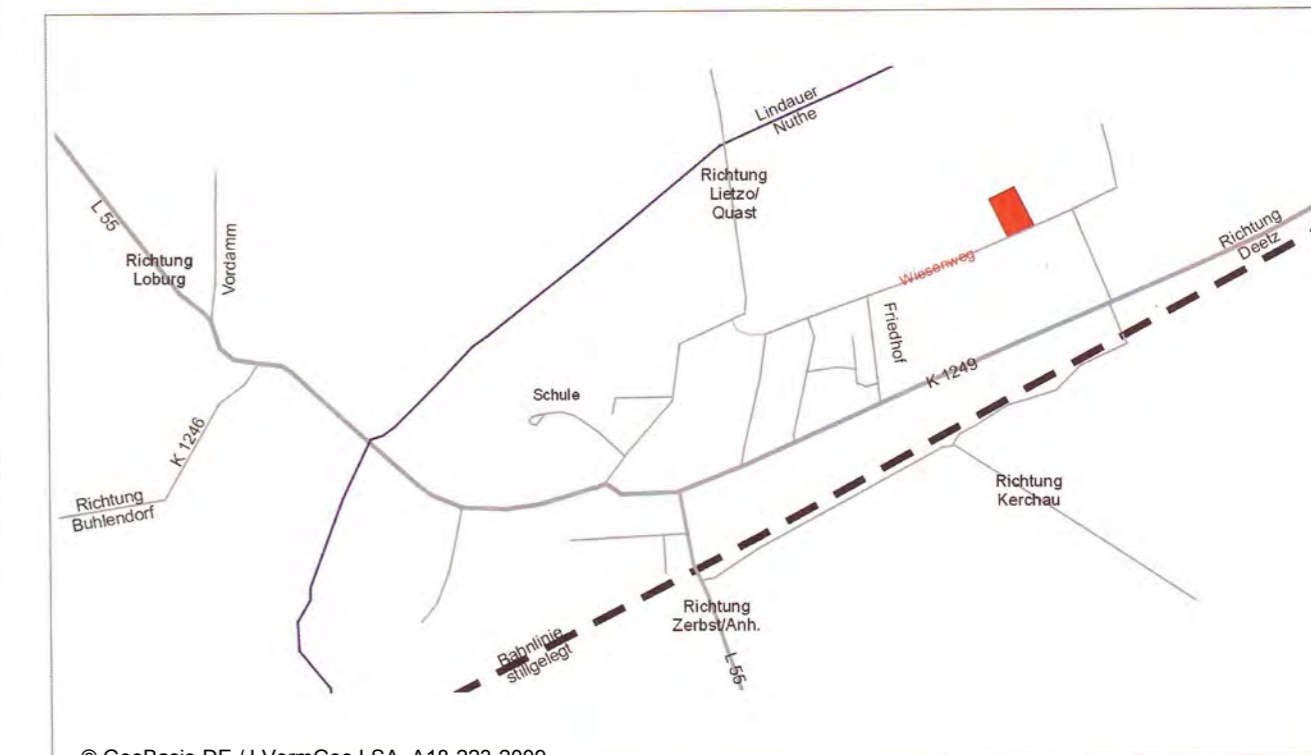 Lindauer
Nuthe
Richtung
Lietzo/
Quast
L 55
Richtung
Loburg
Vordamm
Wiesenweg
Richtung
Deetz
Friedhof
K 1249
Schule
K 1246
Richtung
Buhlendorf
Richtung
Kerchau
Richtung
Zerbst/Anh.
Bahnlinie
stillgelegt
L 55
© GeoBasis-DE / LVermGeo LSA, A18-223-2009